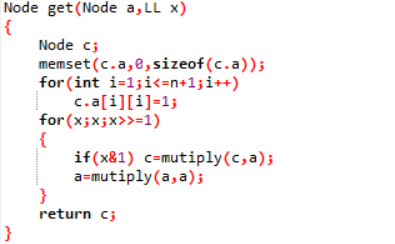 Node get(Node a,LL x)
{
    Node c;
    memset(c.a,0,sizeof(c.a));
    for(int i=1;i<=n+1;i++)
        c.a[i][i]=1;
    for(x;x;x>>=1)
    {
        if(x&1) c=mutiply(c,a);
        a=mutiply(a,a);
    }
    return c;
}